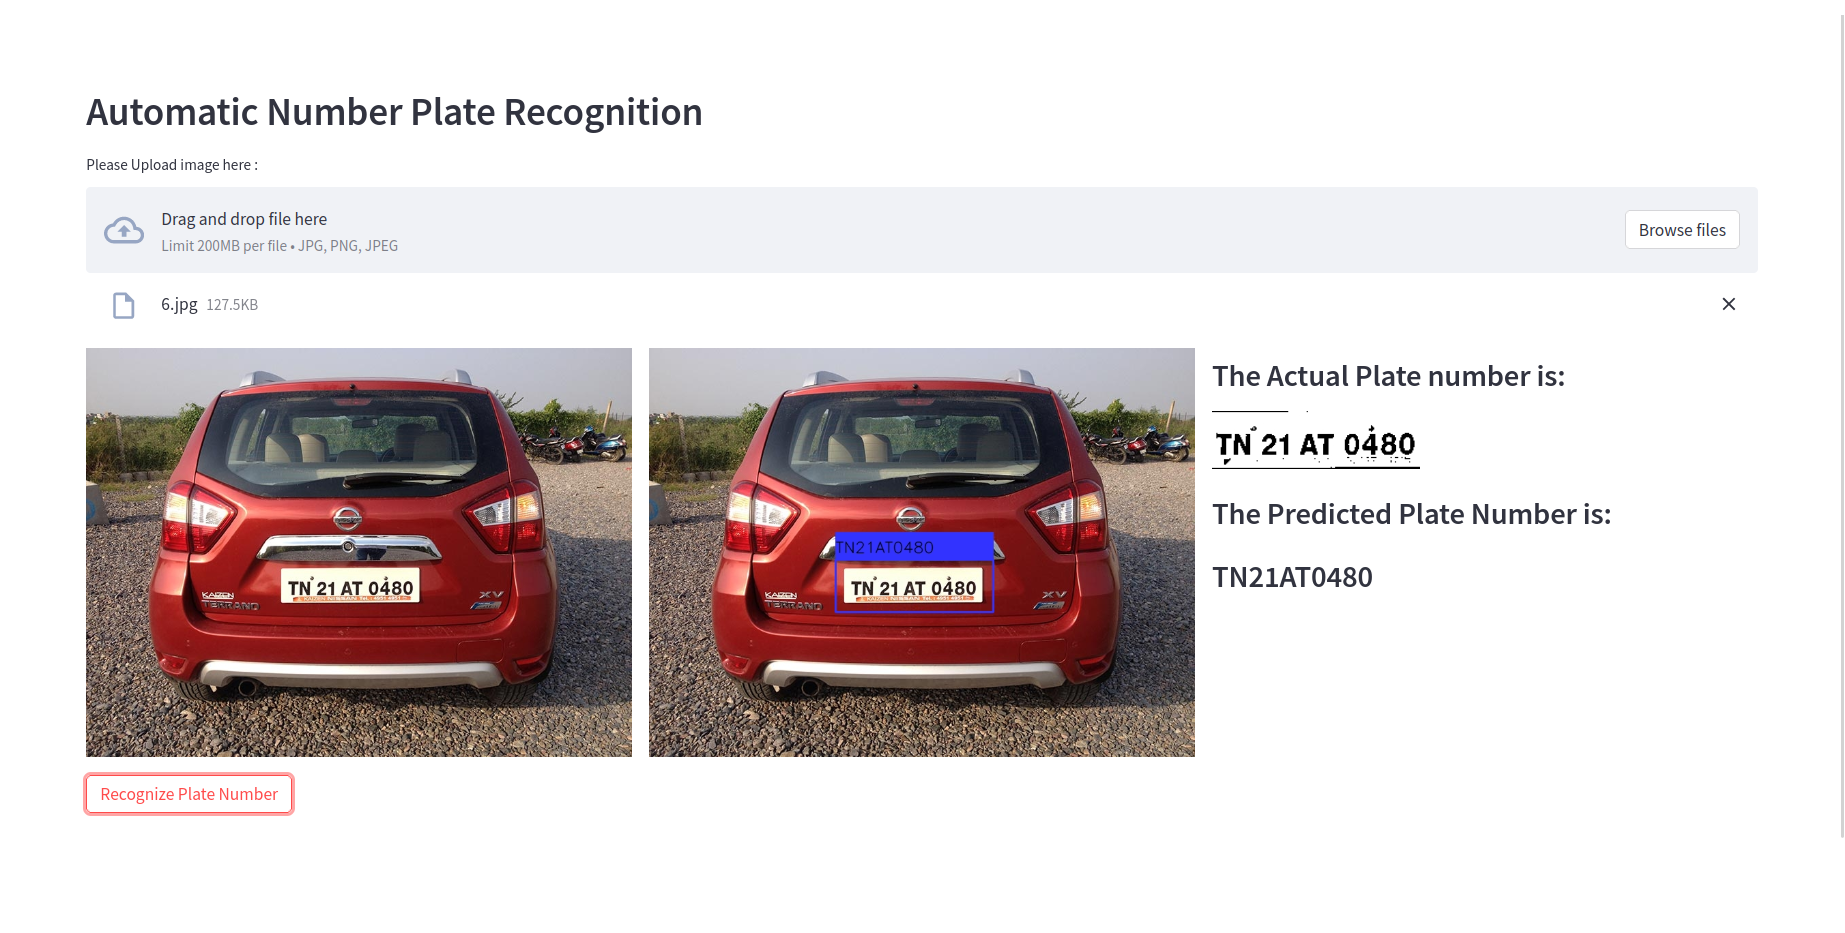 Automatic Number Plate Recognition
Please Upload image here :
Drag and drop file here
Limit 200MB per file • JPG, PNG, JPEG
Browse files
6.jpg 127.5KB
TN 21 AT 0480
KAIZEN
TERRANO
XV
TN21AT0480
TN 21 AT 0480
KAIZEN
TERRANO
XV
The Actual Plate number is:
TN 21 AT 0480
The Predicted Plate Number is:
TN21AT0480
Recognize Plate Number